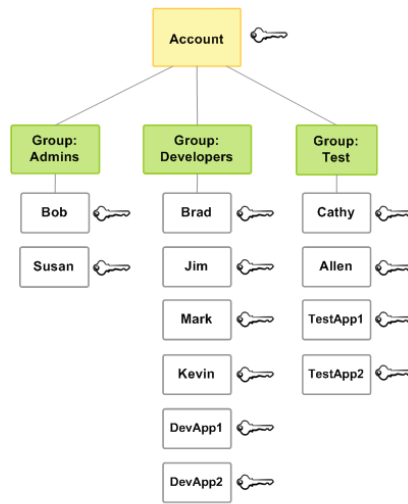 Account
Group:
Admins
Group:
Developers
Group:
Test
Bob
Brad
Cathy
Susan
Jim
Allen
Mark
TestApp1
Kevin
TestApp2
DevApp1
DevApp2